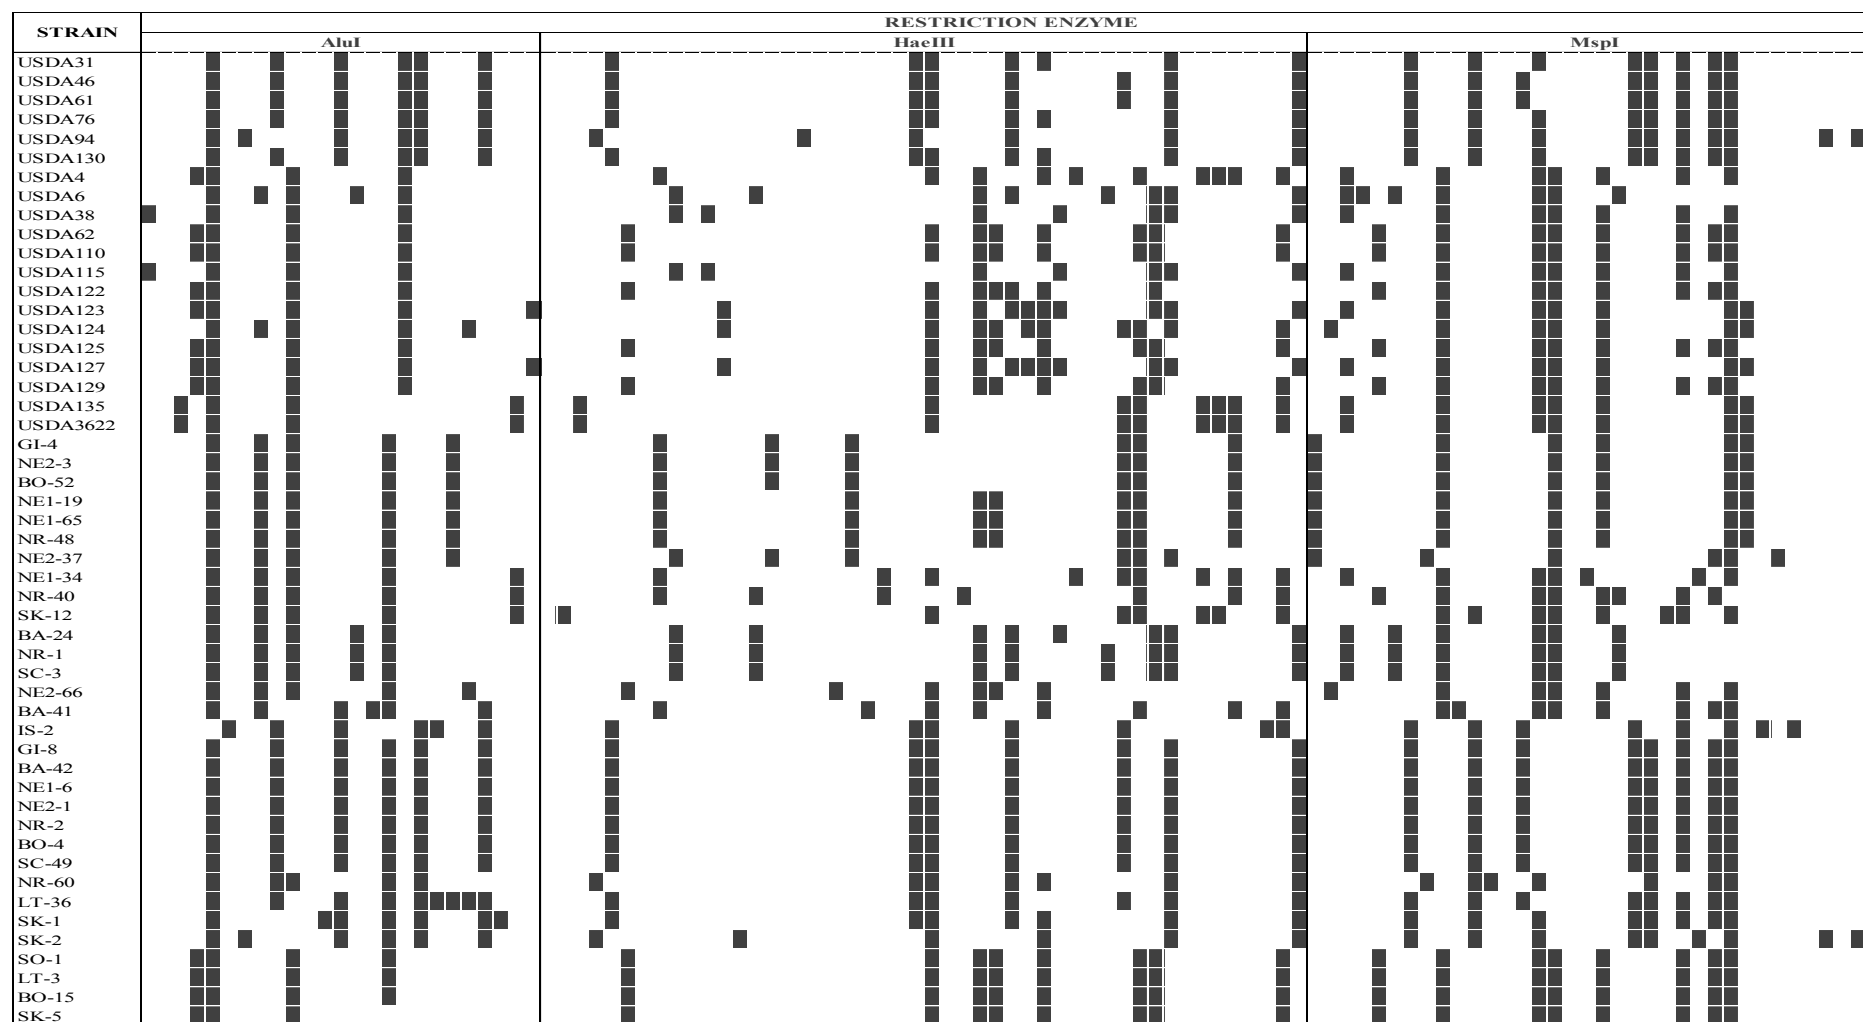 RESTRICTION ENZYME
STRAIN
AluI HaeIII MspI
USDA31
USDA46
USDA61
USDA76
USDA94
USDA130
USDA4
USDA6
USDA38
USDA62
USDA110
USDA115
USDA122
USDA123
USDA124
USDA125
USDA127
USDA129
USDA135
USDA3622
GI-4
NE2-3
BO-52
NE1-19
NE1-65
NR-48
NE2-37
NE1-34
NR-40
SK-12
BA-24
NR-1
SC-3
NE2-66
BA-41
IS-2
GI-8
BA-42
NE1-6
NE2-1
NR-2
BO-4
SC-49
NR-60
LT-36
SK-1
SK-2
SO-1
LT-3
BO-15
SK-5